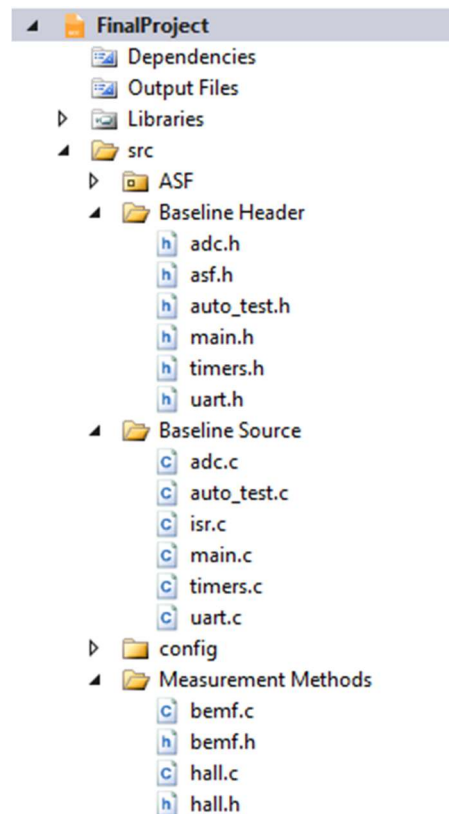 FinalProject
Dependencies
Output Files
Libraries
src
ASF
Baseline Header
h adc.h
h asf.h
h auto_test.h
h main.h
h timers.h
h uart.h
Baseline Source
C adc.c
C auto_test.c
C isr.c
C main.c
C timers.c
C uart.c
config
Measurement Methods
C bemf.c
h bemf.h
C hall.c
h hall.h